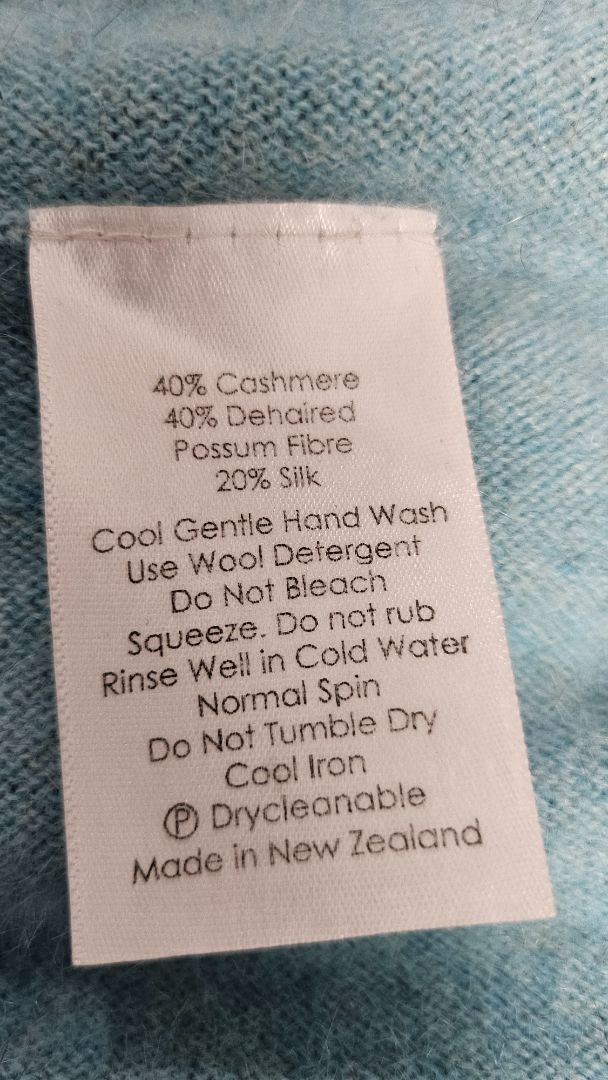 40% Cashmere
40% Dehaired
Possum Fibre
20% Silk
Cool Gentle Hand Wash
Use Wool Detergent
Do Not Bleach
Squeeze. Do not rub
Rinse Well in Cold Water
Normal Spin
Do Not Tumble Dry
Cool Iron
Ⓟ Drycleanable
Made in New Zealand